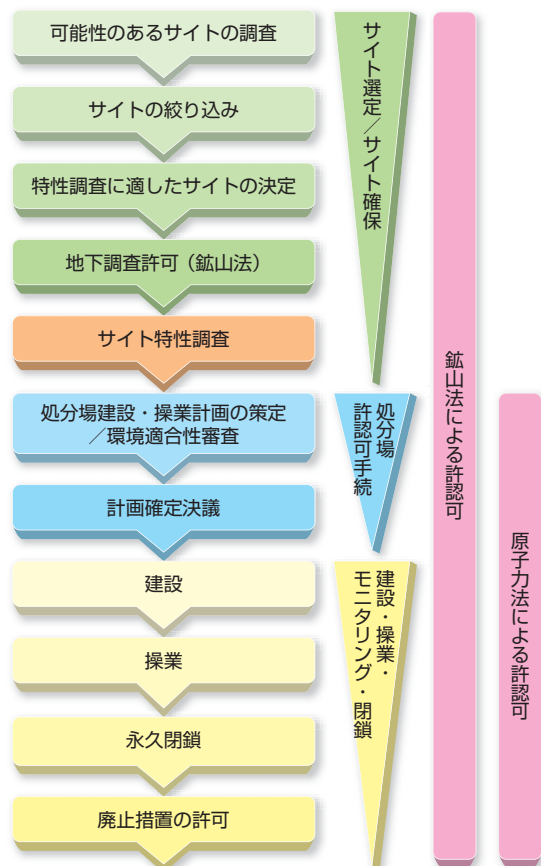 可能性のあるサイトの調査
サイトの絞り込み
特性調査に適したサイトの決定
地下調査許可（鉱山法）
サイト特性調査
処分場建設・操業計画の策定
／環境適合性審査
計画確定決議
建設
操業
永久閉鎖
廃止措置の許可
サイト選定／サイト確保
処分場
許認可手続
建設・操業・
モニタリング・閉鎖
鉱山法による許認可
原子力法による許認可